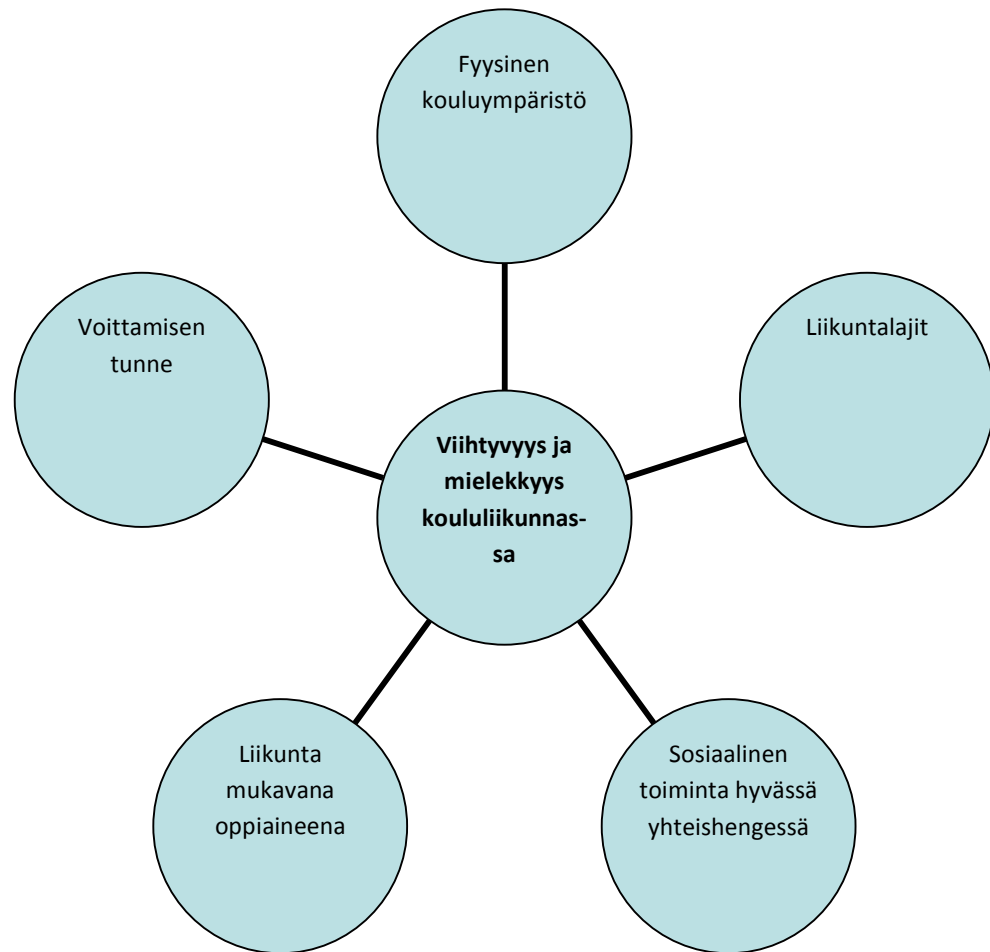 Fyysinen
kouluympäristö
Voittamisen
tunne
Liikuntalajit
Viihtyvyys ja
mielekkyys
koululiikunnas-
sa
Liikunta
mukavana
oppiaineena
Sosiaalinen
toiminta hyvässä
yhteishengessä